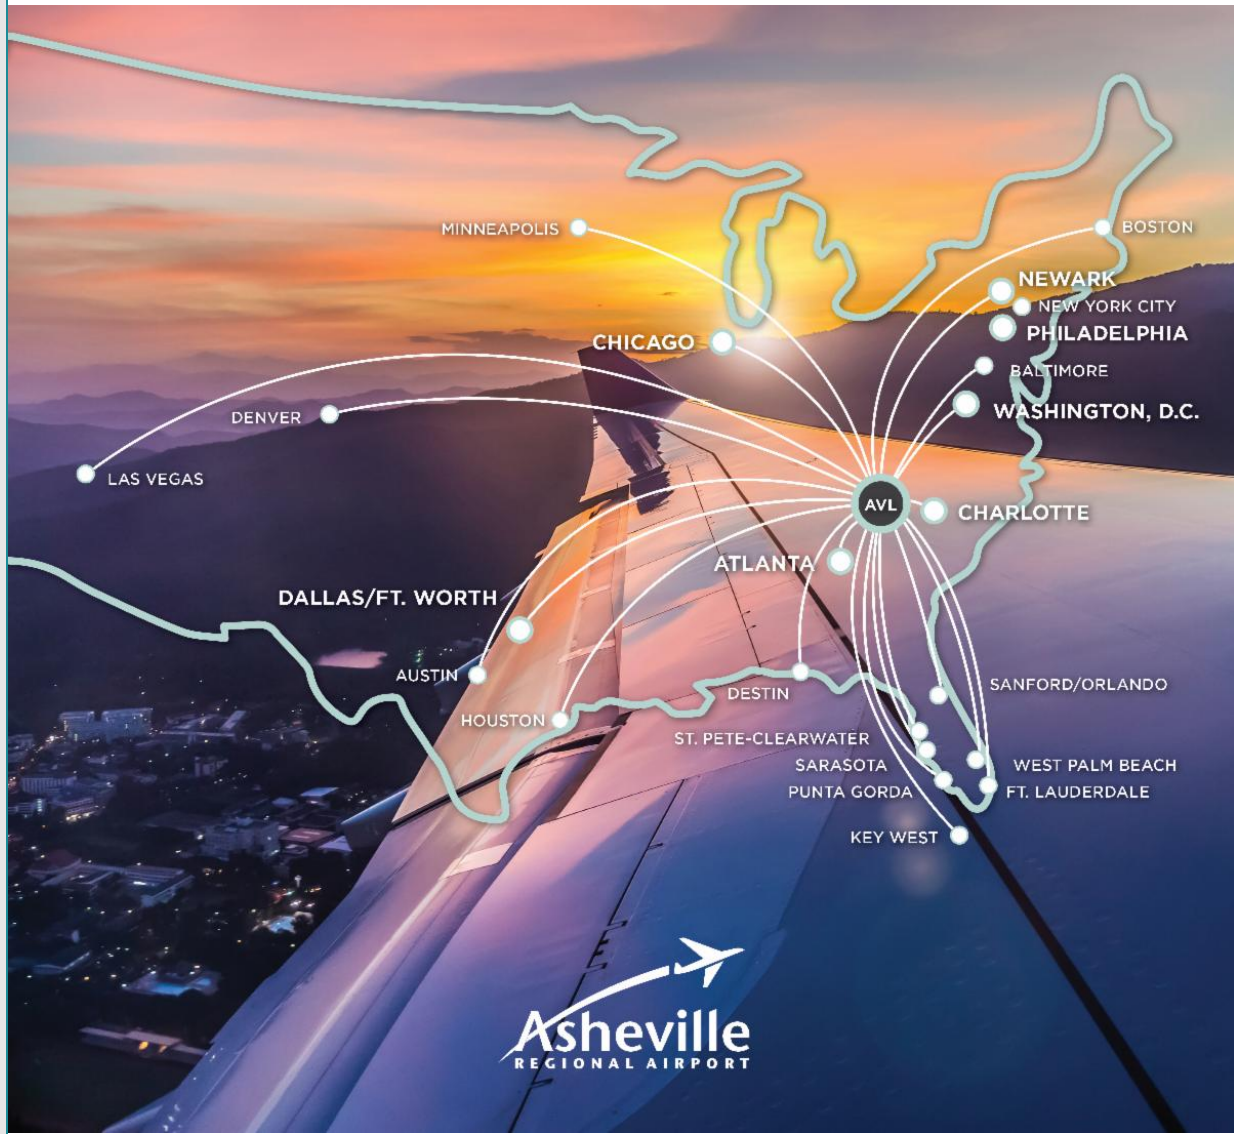 MINNEAPOLIS
BOSTON
NEWARK
NEW YORK CITY
PHILADELPHIA
CHICAGO
BALTIMORE
WASHINGTON, D.C.
DENVER
LAS VEGAS
AVL
CHARLOTTE
ATLANTA
DALLAS/FT. WORTH
AUSTIN
DESTIN
SANFORD/ORLANDO
HOUSTON
ST. PETE-CLEARWATER
SARASOTA
WEST PALM BEACH
PUNTA GORDA
FT. LAUDERDALE
KEY WEST
Asheville
REGIONAL AIRPORT